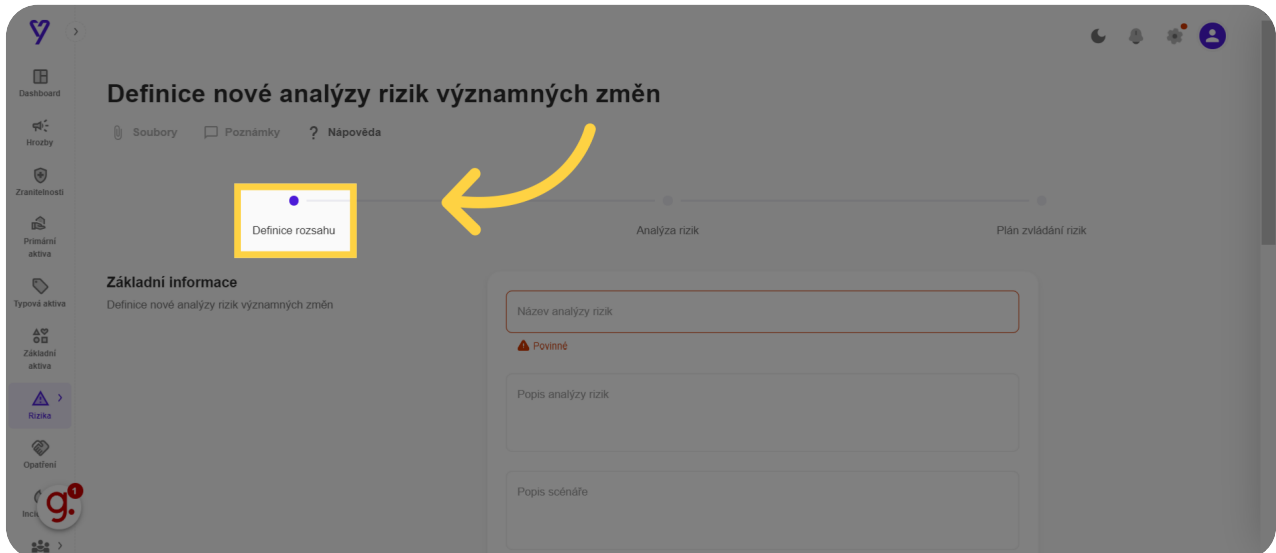 Dashboard
Hrozby
Zranitelnosti
Primární
aktiva
Typová aktiva
Základní
aktiva
Rizika
Opatření
g.
1
Definice nové analýzy rizik významných změn
Soubory
Poznámky
? Nápověda
Definice rozsahu
Analýza rizik
Plán zvládání rizik
Základní informace
Definice nové analýzy rizik významných změn
Název analýzy rizik
Povinné
Popis analýzy rizik
Popis scénáře